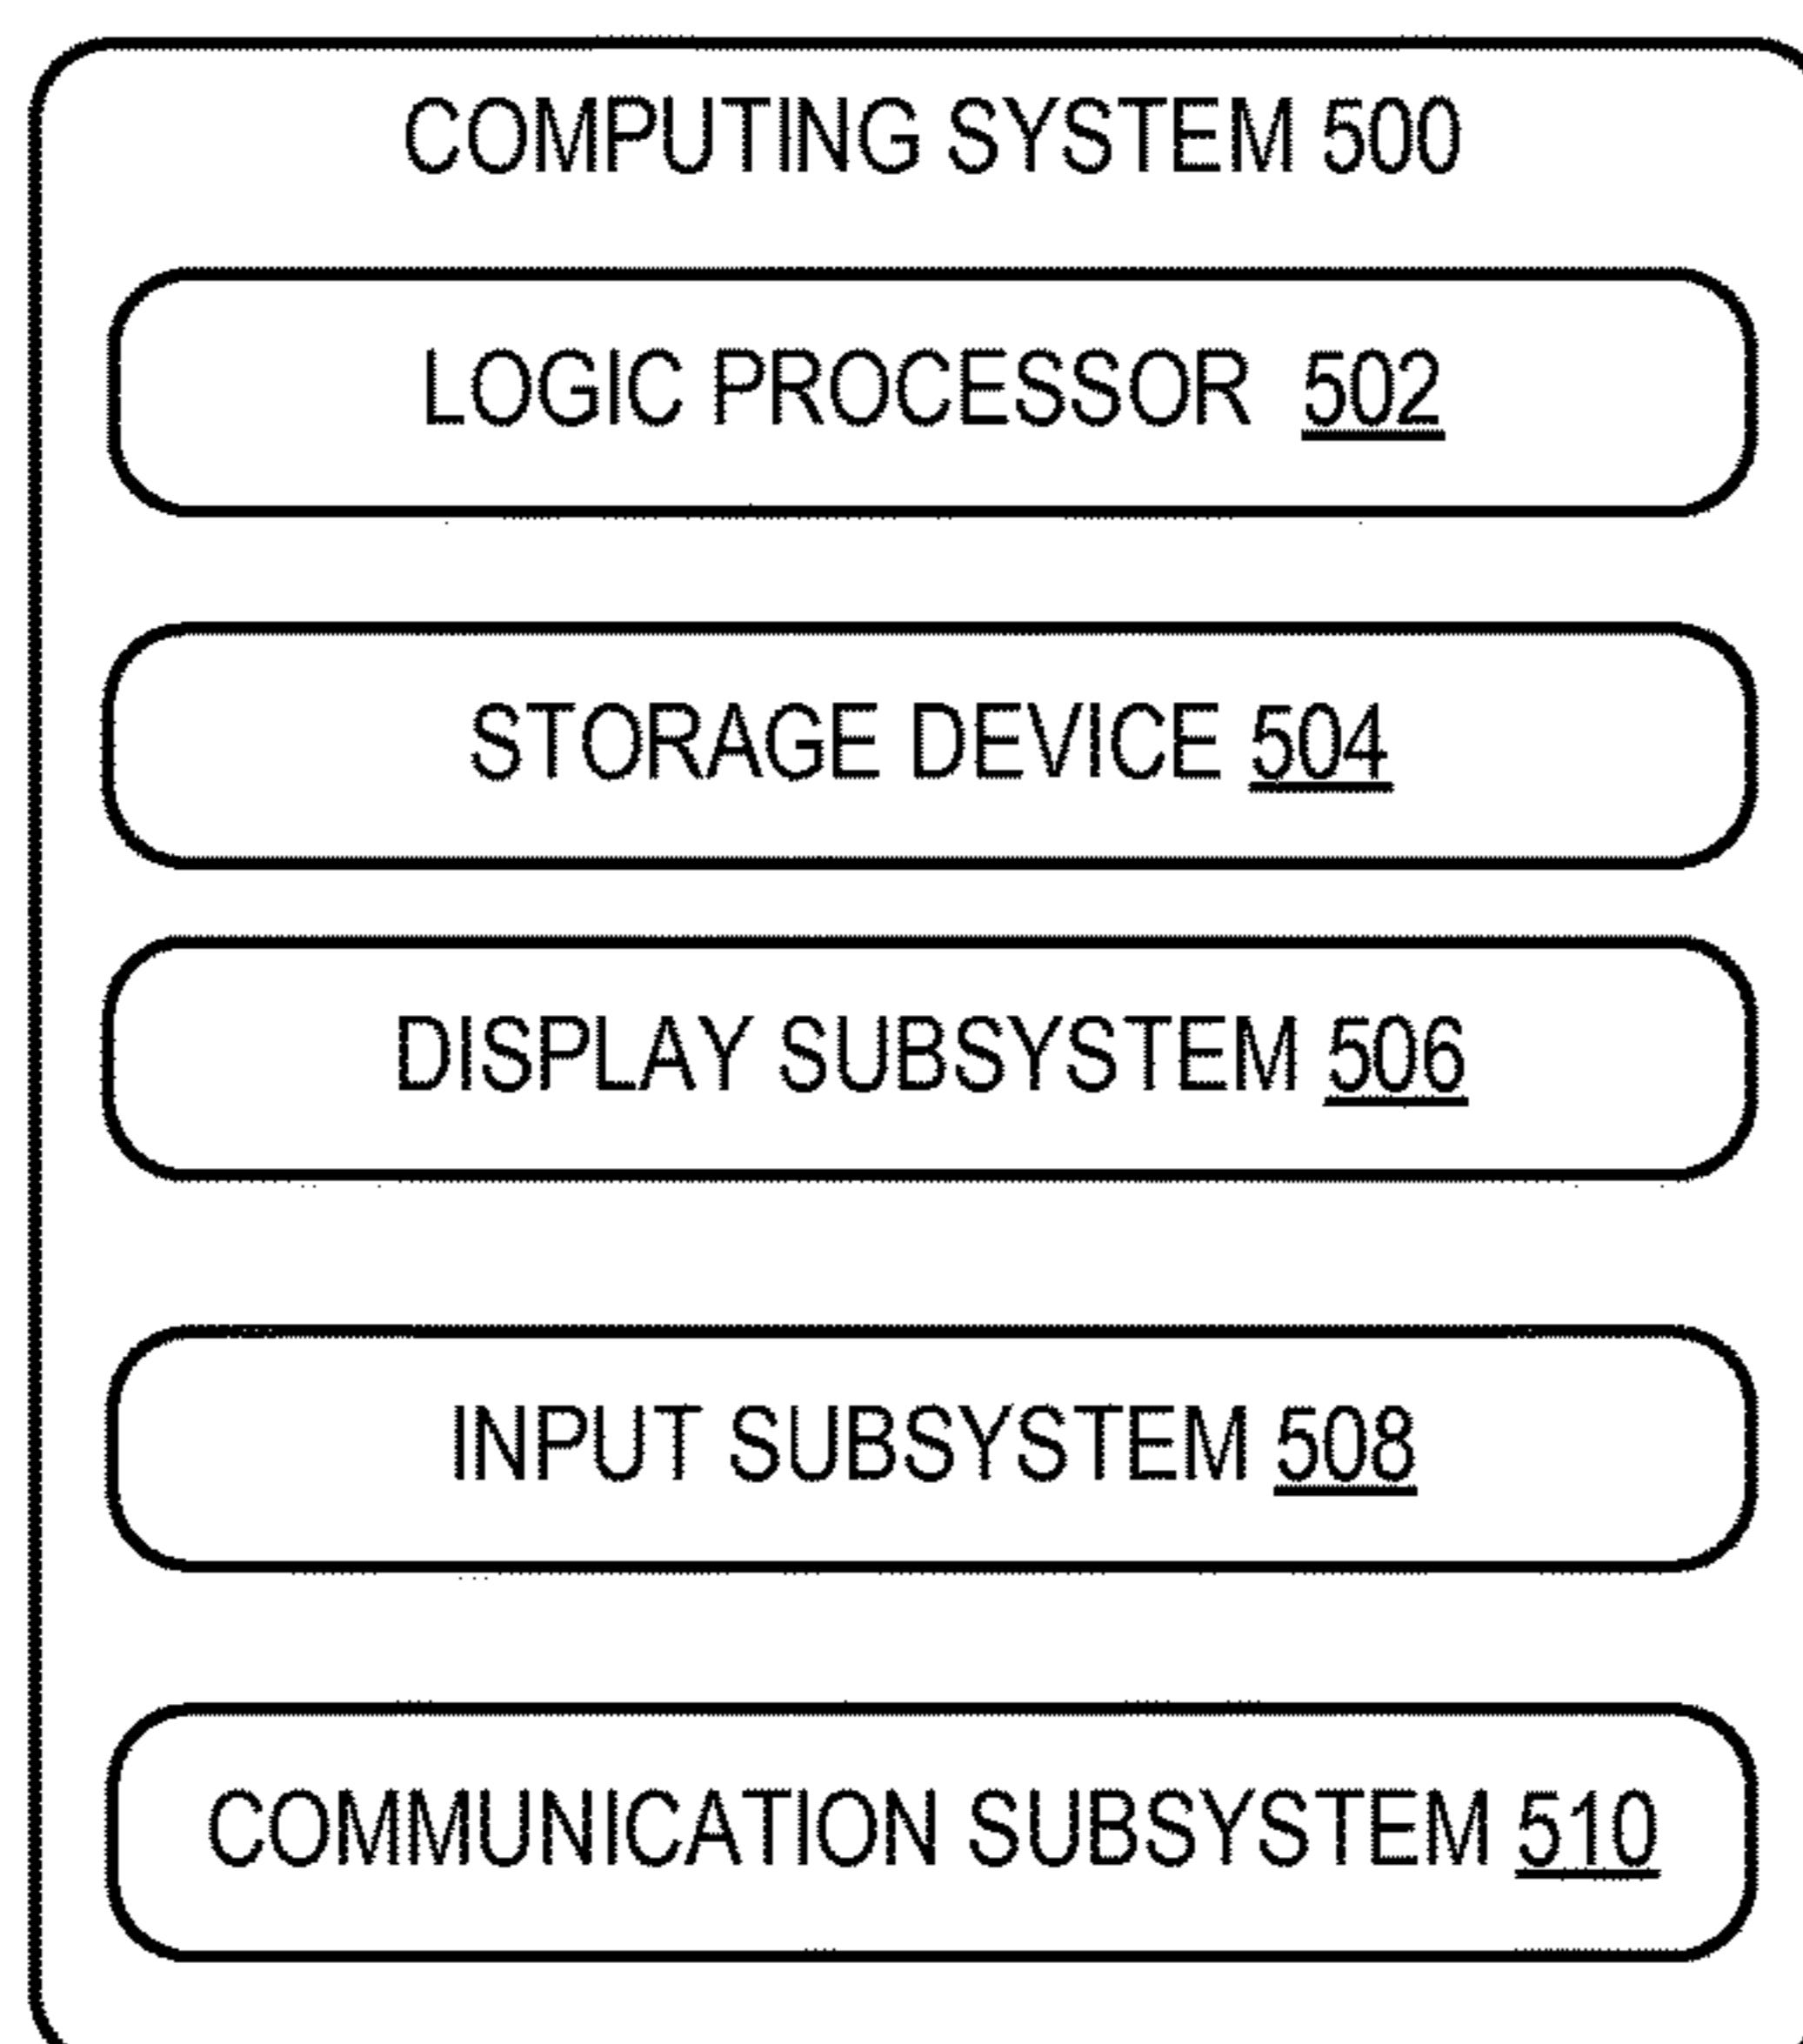 COMPUTING SYSTEM 500
LOGIC PROCESSOR 502
STORAGE DEVICE 504
DISPLAY SUBSYSTEM 506
INPUT SUBSYSTEM 508
COMMUNICATION SUBSYSTEM 510